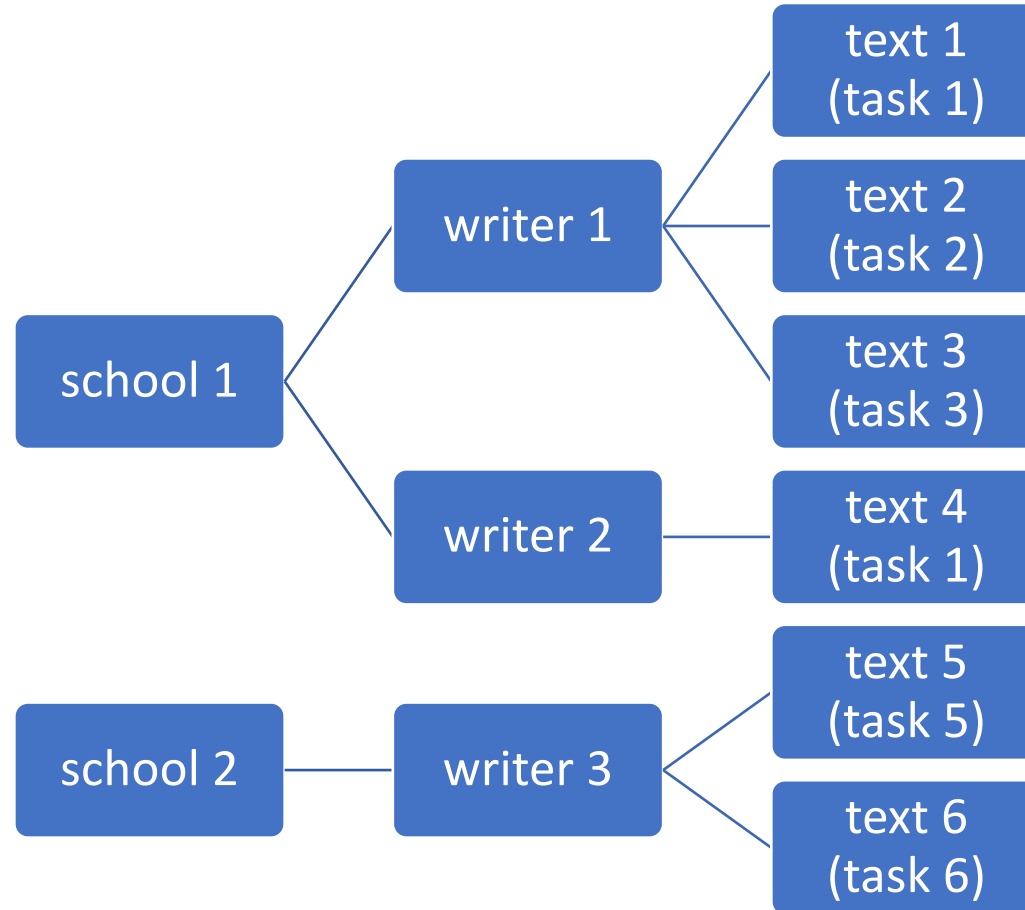 text 1
(task 1)
writer 1
text 2
(task 2)
school 1
text 3
(task 3)
writer 2
text 4
(task 1)
text 5
(task 5)
school 2
writer 3
text 6
(task 6)